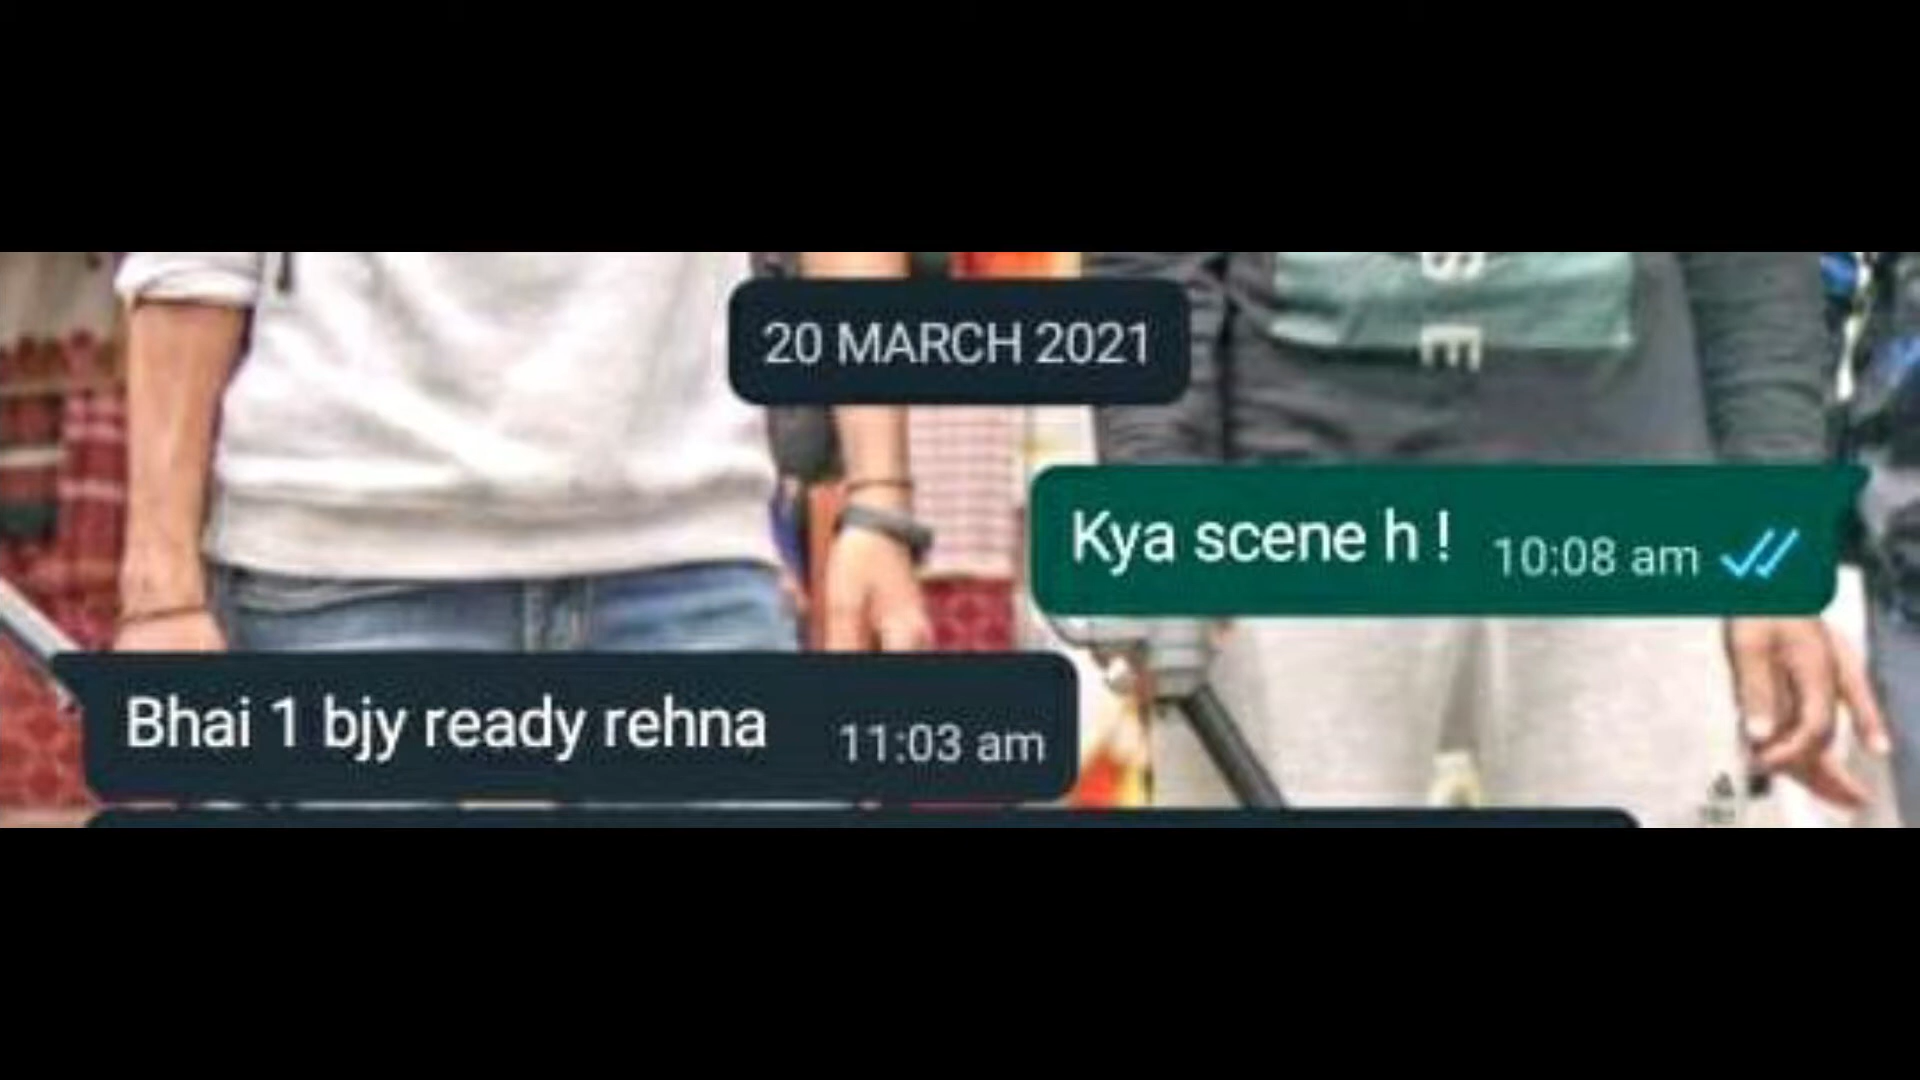 20 MARCH 2021
Kya scene h ! 10:08 am
Bhai 1 bjy ready rehna 11:03 am
S E